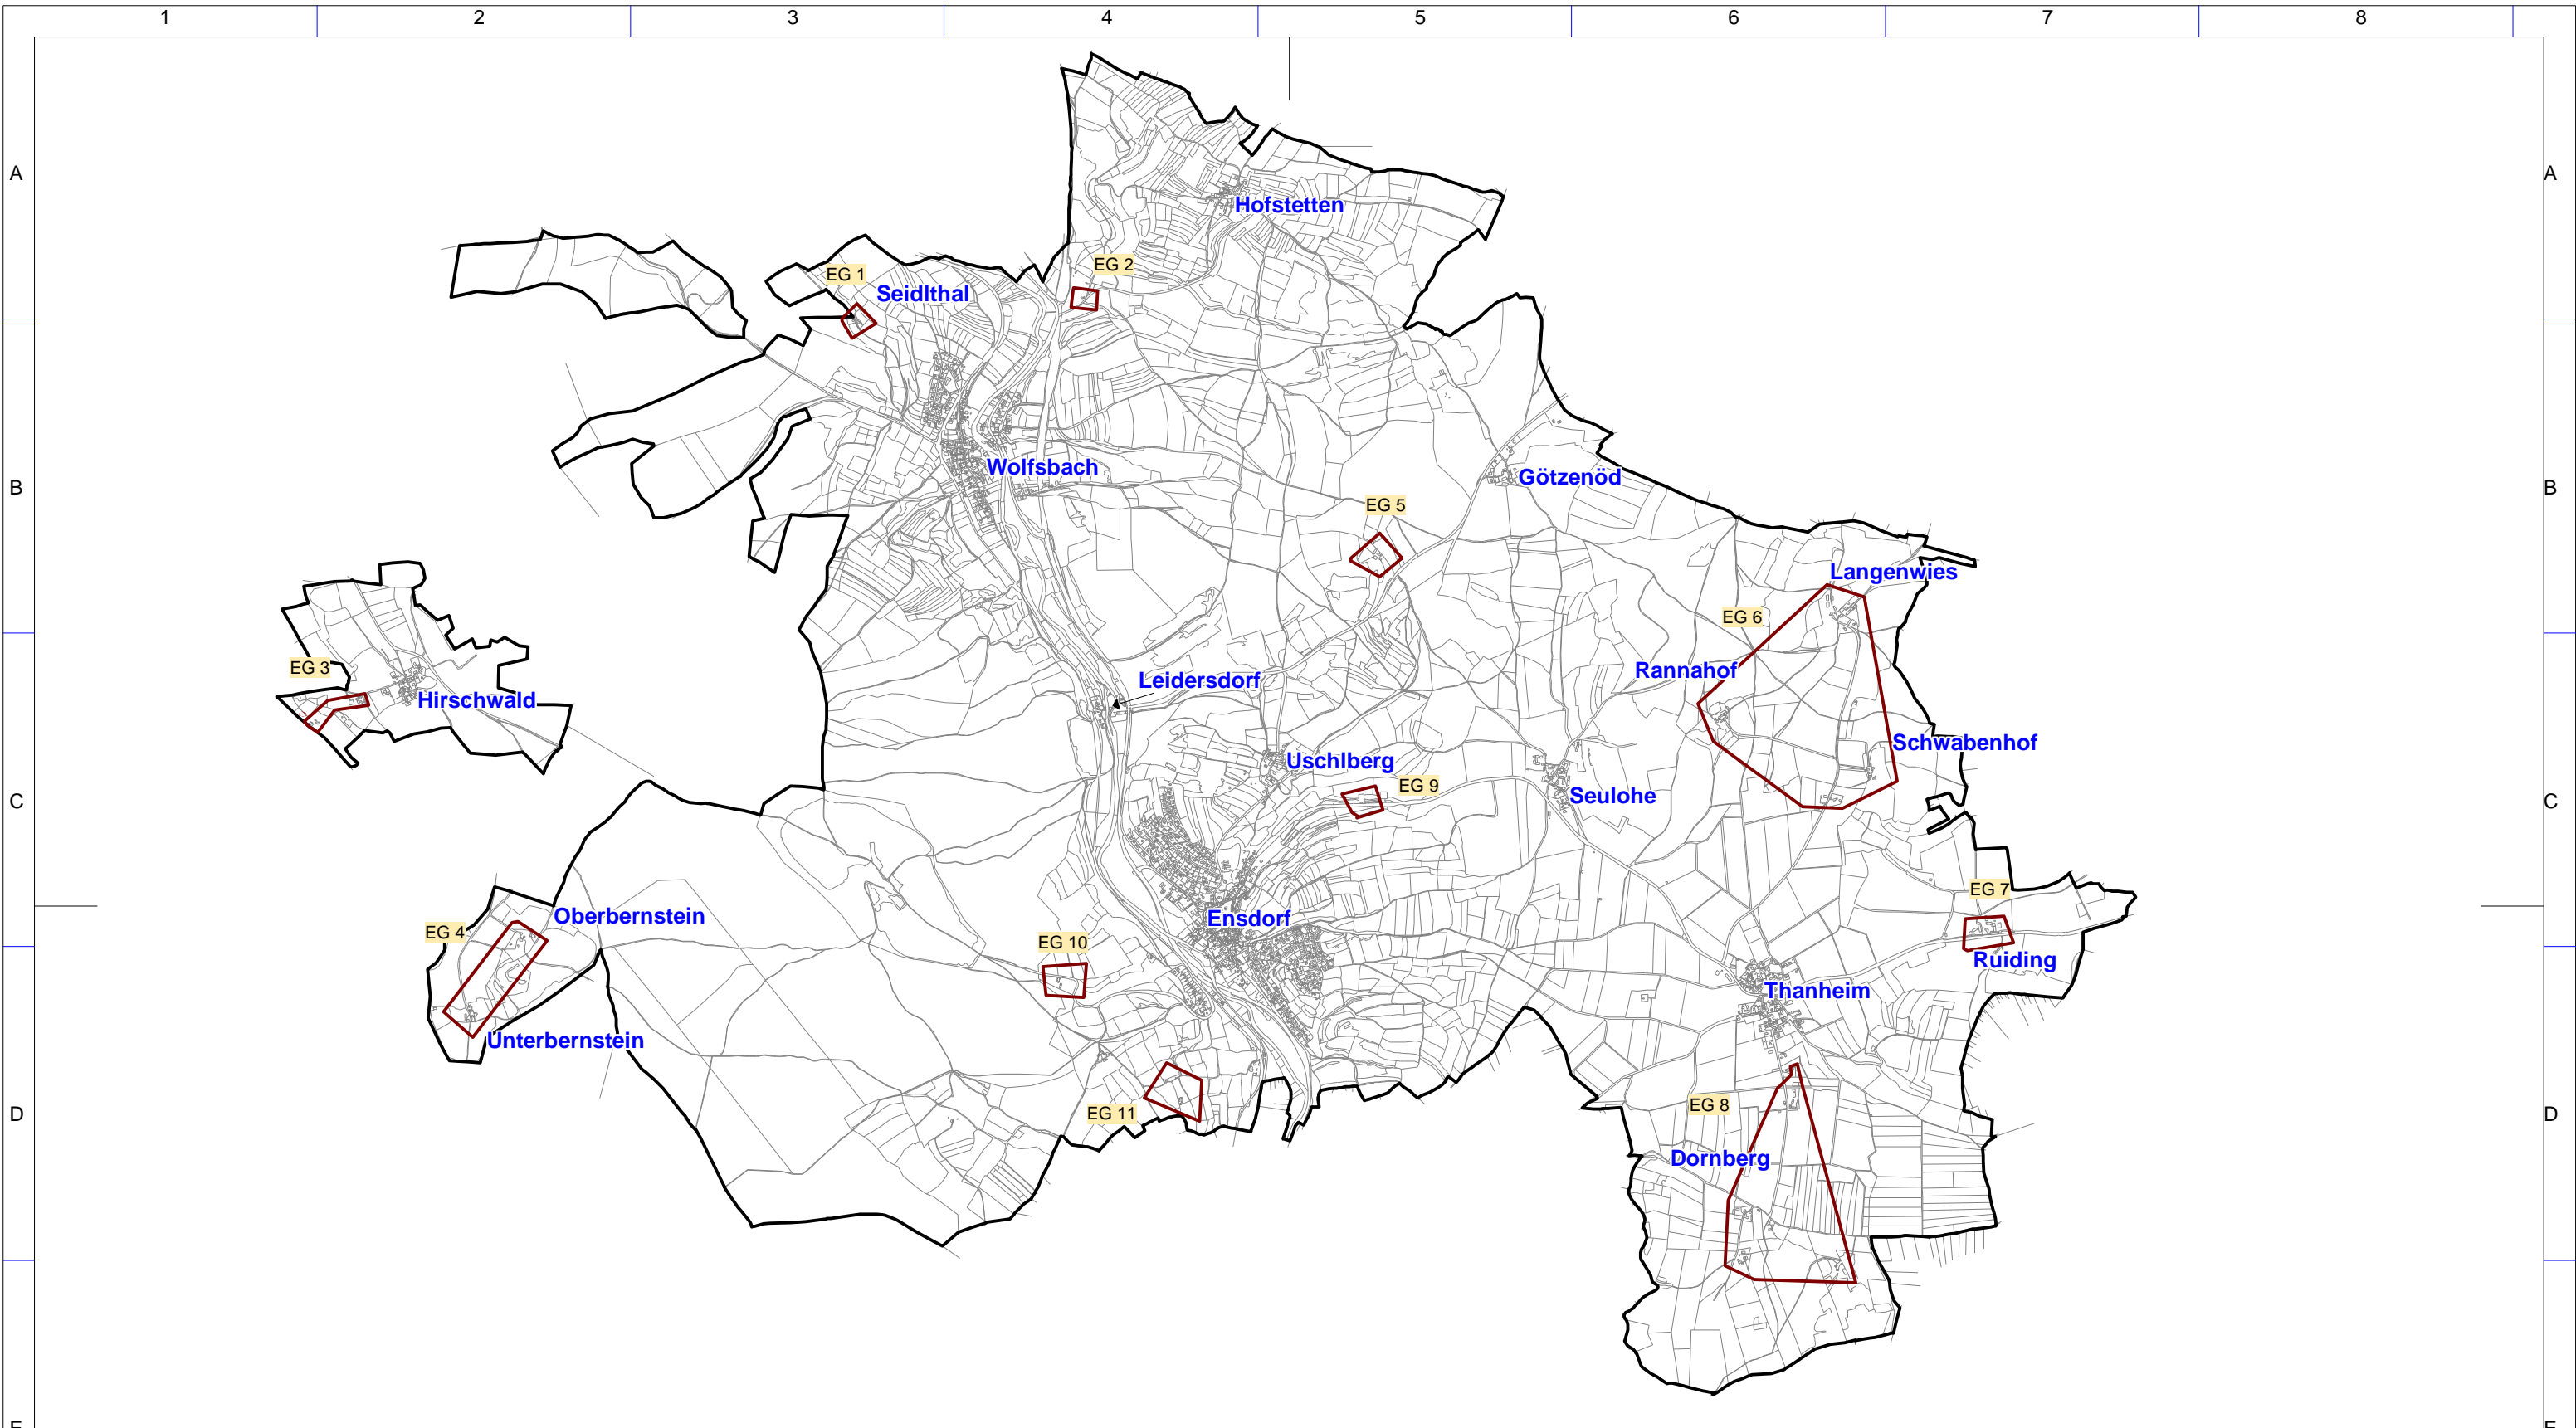 1 2 3 4 5 6 7 8
A A
Hofstetten
EG 2
EG 1
Seidlthal
Wolfsbach
Götzenöd
B B
EG 5
Langenwies
EG 6
EG 3
Rannahof
Leidersdorf
Hirschwald
Schwabenhof
Uschlberg
EG 9
Seulohe
C C
EG 7
Oberbernstein
Ensdorf
EG 4
EG 10
Ruiding
Thanheim
Unterbernstein
EG 8
EG 11
D D
Dornberg